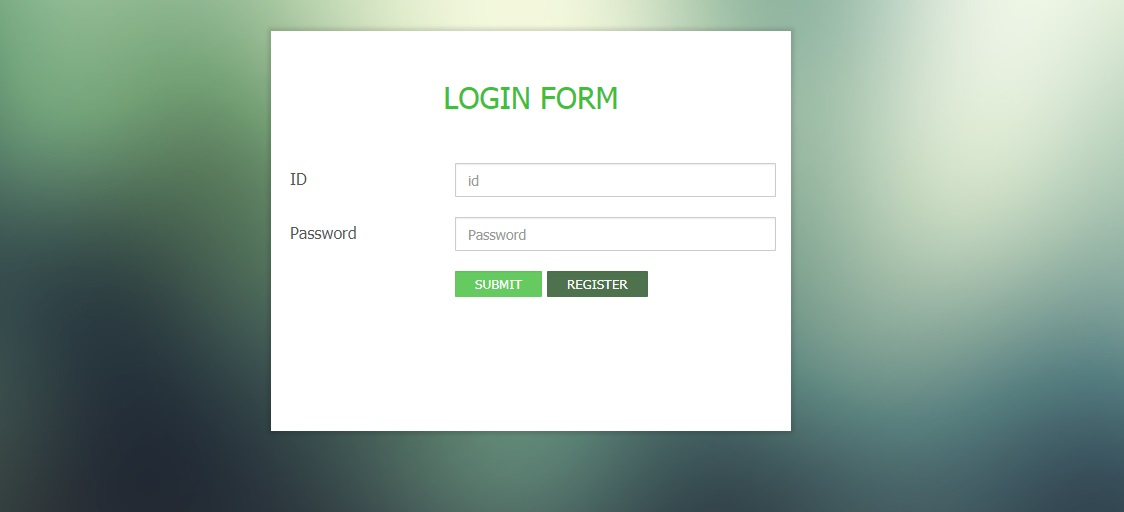 LOGIN FORM
ID id
Password Password
SUBMIT REGISTER